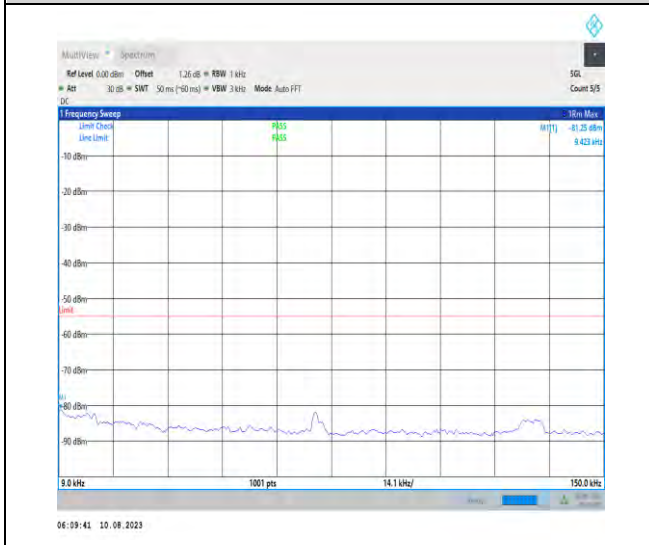 MultiView Spectrum
Ref Level 0.00 dBm Offset 1.26 dB RBW 1 kHz SGL
Att 30 dB SWT 50 ms (~60 ms) VBW 3 kHz Mode Auto FFT Count 5/5
DC
1 Frequency Sweep 1Rm Max
Limit Check PASS M1[1] -81.25 dBm
Line Limit PASS 9.423 kHz
-10 dBm
-20 dBm
-30 dBm
-40 dBm
-50 dBm
Limit
-60 dBm
-70 dBm
M1
-80 dBm
-90 dBm
9.0 kHz 1001 pts 14.1 kHz/ 150.0 kHz
06:09:41 10.08.2023